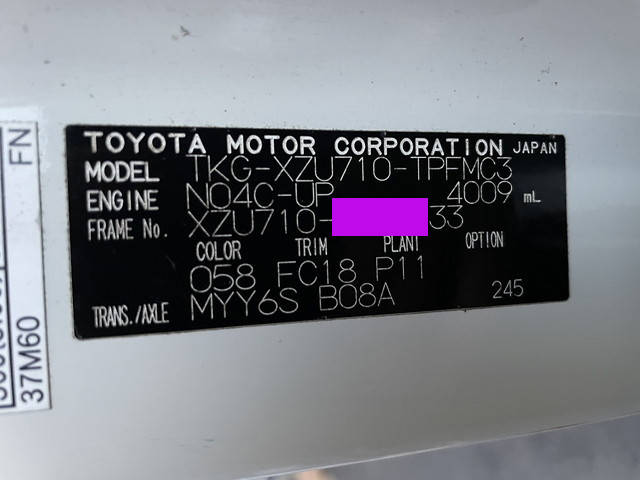 TOYOTA MOTOR CORPORATION JAPAN
MODEL TKG-XZU710-TPFMC3
ENGINE N04C-UP 4009 mL
FRAME No. XZU710- 33
COLOR TRIM PLANT OPTION
058 FC18 P11
TRANS./AXLE MYY6S B08A 245
FN
37M60